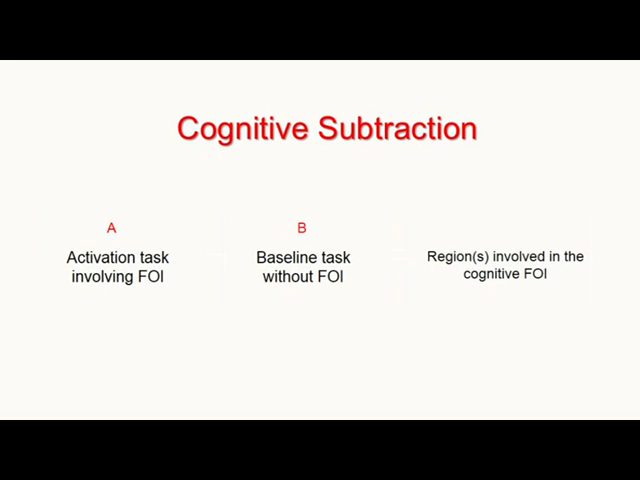 Cognitive Subtraction
A
Activation task
involving FOI
B
Baseline task
without FOI
Region(s) involved in the
cognitive FOI